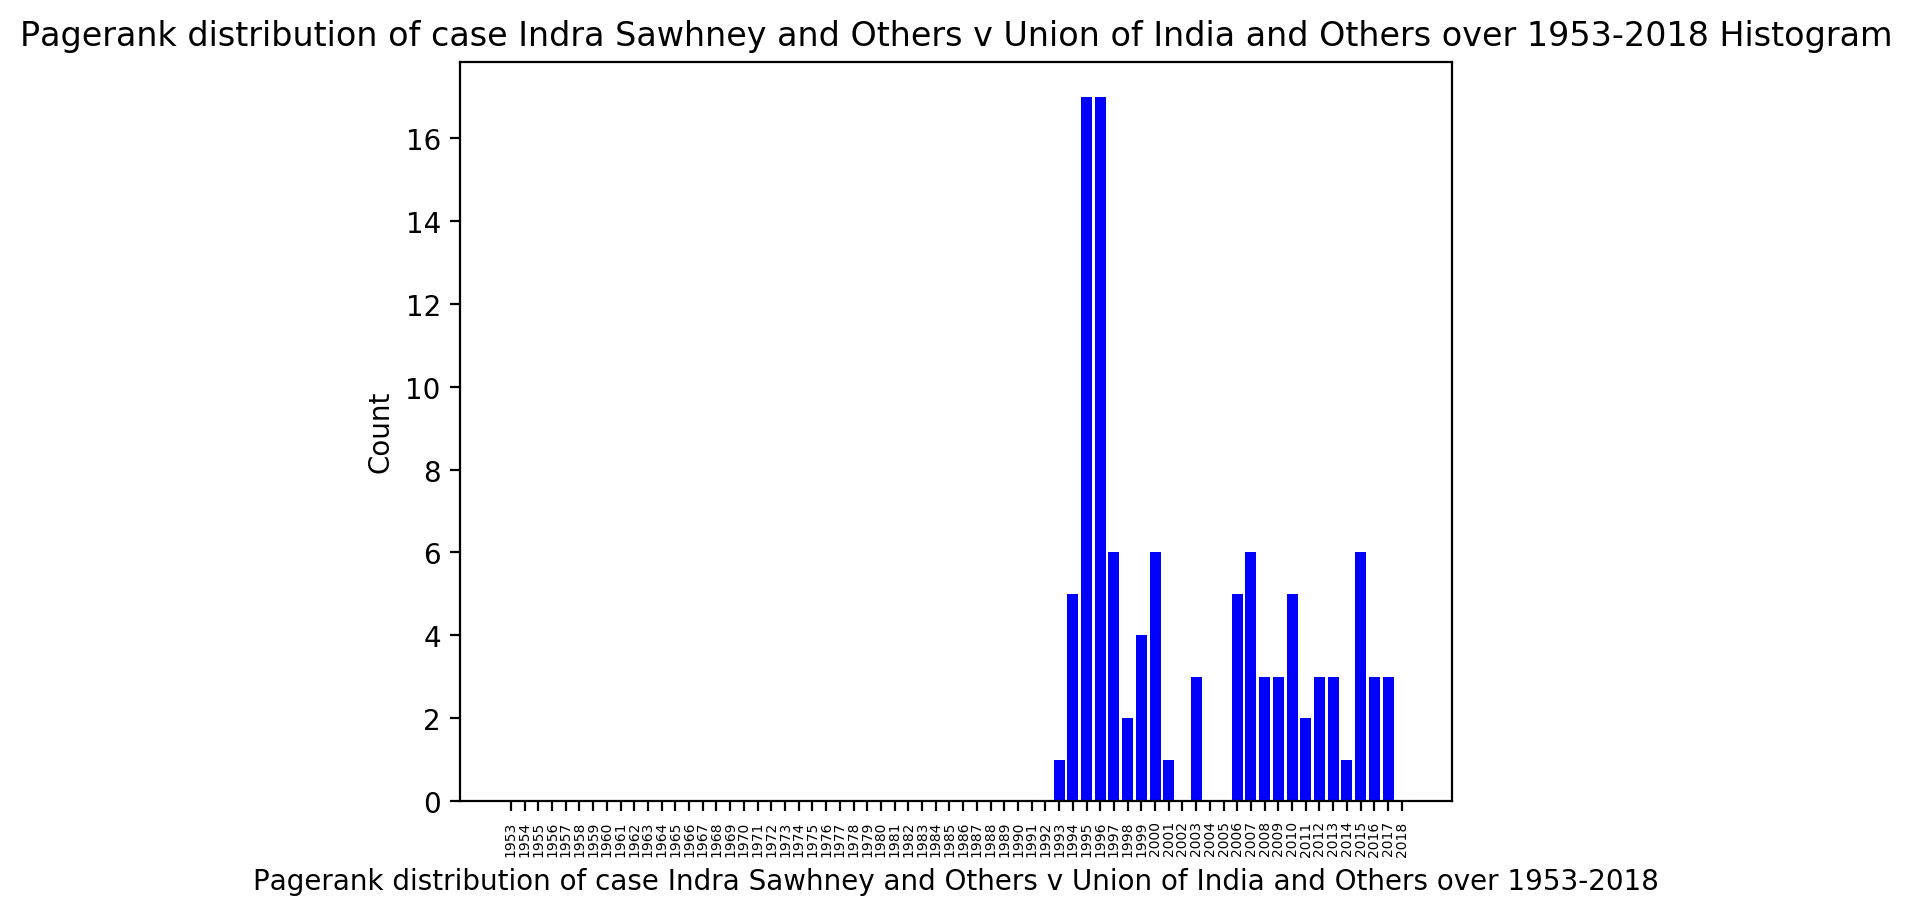 Pagerank distribution of case Indra Sawhney and Others v Union of India and Others over 1953-2018 Histogram
16
14
12
10
8
6
4
2
0
Count
1953 1954 1955 1956 1957 1958 1959 1960 1961 1962 1963 1964 1965 1966 1967 1968 1969 1970 1971 1972 1973 1974 1975 1976 1977 1978 1979 1980 1981 1982 1983 1984 1985 1986 1987 1988 1989 1990 1991 1992 1993 1994 1995 1996 1997 1998 1999 2000 2001 2002 2003 2004 2005 2006 2007 2008 2009 2010 2011 2012 2013 2014 2015 2016 2017 2018
Pagerank distribution of case Indra Sawhney and Others v Union of India and Others over 1953-2018